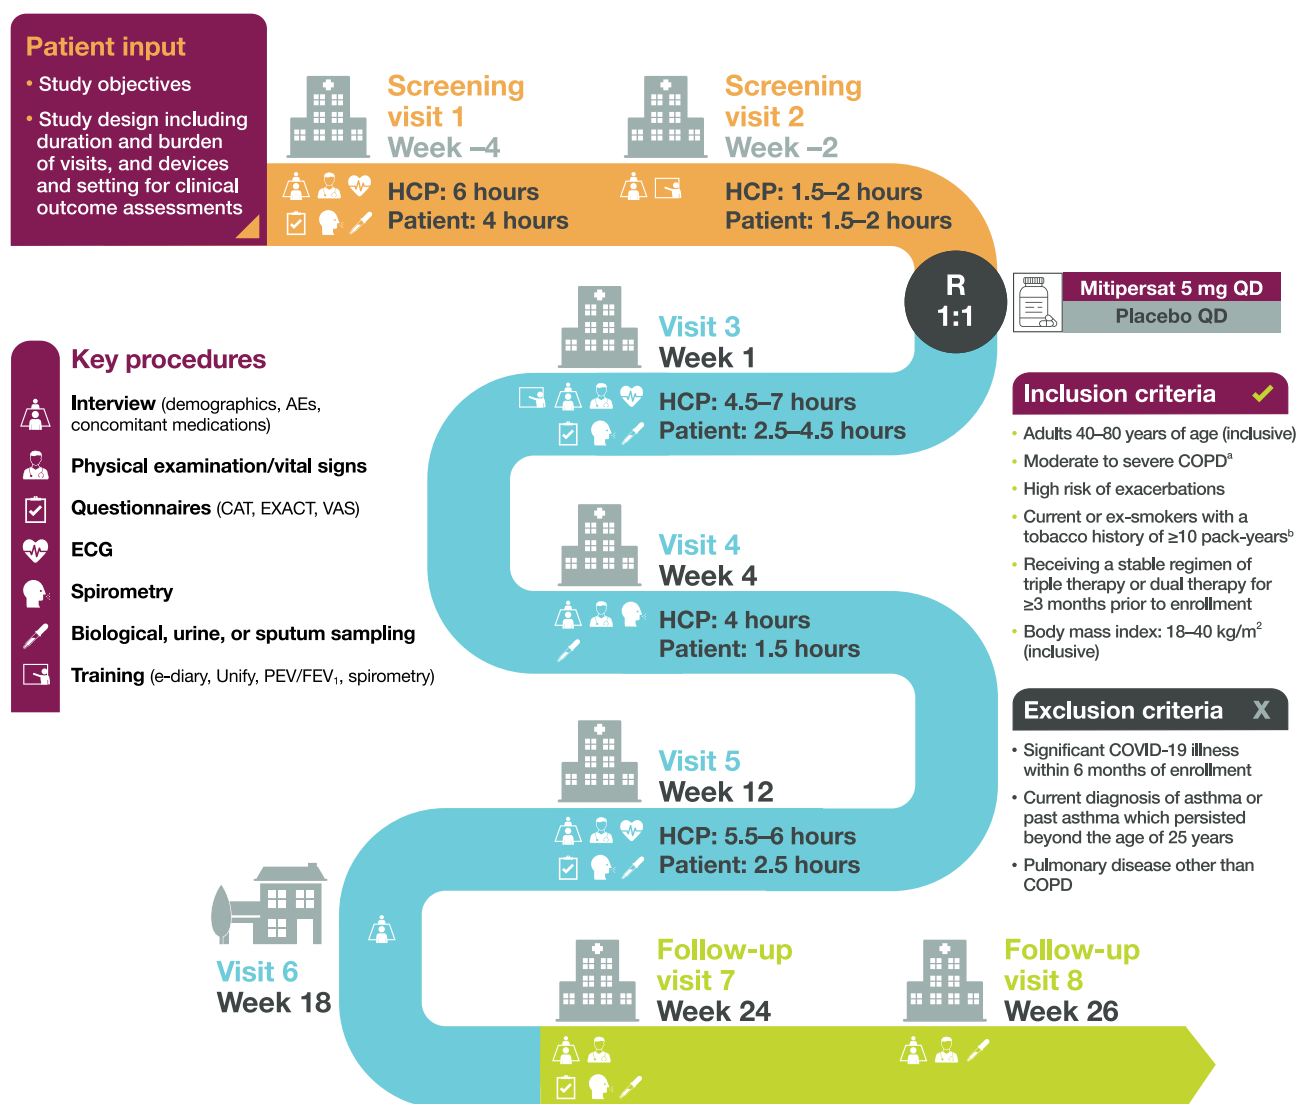 Patient input
• Study objectives
• Study design including
duration and burden
of visits, and devices
and setting for clinical
outcome assessments
Screening
visit 1
Week –4
HCP: 6 hours
Patient: 4 hours
Screening
visit 2
Week –2
HCP: 1.5–2 hours
Patient: 1.5–2 hours
R
1:1
Mitipersat 5 mg QD
Placebo QD
Visit 3
Week 1
HCP: 4.5–7 hours
Patient: 2.5–4.5 hours
Key procedures
Interview (demographics, AEs,
concomitant medications)
Physical examination/vital signs
Questionnaires (CAT, EXACT, VAS)
ECG
Spirometry
Biological, urine, or sputum sampling
Training (e-diary, Unify, PEV/FEV₁, spirometry)
Inclusion criteria
• Adults 40–80 years of age (inclusive)
• Moderate to severe COPDᵃ
• High risk of exacerbations
• Current or ex-smokers with a
tobacco history of ≥10 pack-yearsᵇ
• Receiving a stable regimen of
triple therapy or dual therapy for
≥3 months prior to enrollment
• Body mass index: 18–40 kg/m²
(inclusive)
Visit 4
Week 4
HCP: 4 hours
Patient: 1.5 hours
Exclusion criteria X
• Significant COVID-19 illness
within 6 months of enrollment
• Current diagnosis of asthma or
past asthma which persisted
beyond the age of 25 years
• Pulmonary disease other than
COPD
Visit 5
Week 12
HCP: 5.5–6 hours
Patient: 2.5 hours
Visit 6
Week 18
Follow-up
visit 7
Week 24
Follow-up
visit 8
Week 26